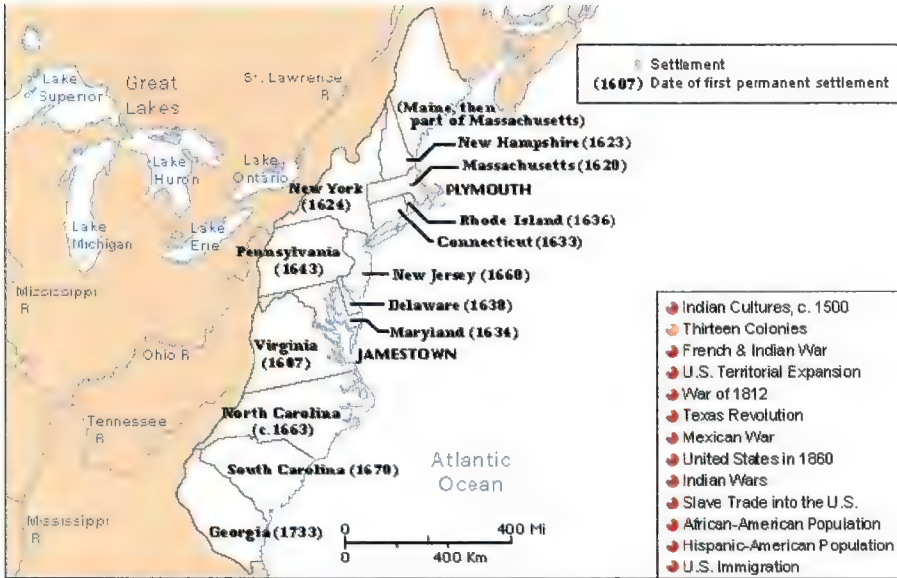 Lake
Superior
Great
Lakes
St. Lawrence
R
Settlement
(1607) Date of first permanent settlement
(Maine, then
part of Massachusetts)
New Hampshire (1623)
Lake
Huron
Lake
Ontario
Massachusetts (1620)
New York
(1624)
PLYMOUTH
Rhode Island (1636)
Lake
Michigan
Lake
Erie
Connecticut (1633)
Pennsylvania
(1643)
New Jersey (1660)
Mississippi
R
Delaware (1638)
Maryland (1634)
Virginia
(1607)
JAMESTOWN
Ohio R
North Carolina
(c. 1663)
Tennessee
R
South Carolina (1670)
Atlantic
Ocean
Mississippi
R
Georgia (1733)
0 400 Mi
0 400 Km
Indian Cultures, c. 1500
Thirteen Colonies
French & Indian War
U.S. Territorial Expansion
War of 1812
Texas Revolution
Mexican War
United States in 1860
Indian Wars
Slave Trade into the U.S.
African-American Population
Hispanic-American Population
U.S. Immigration